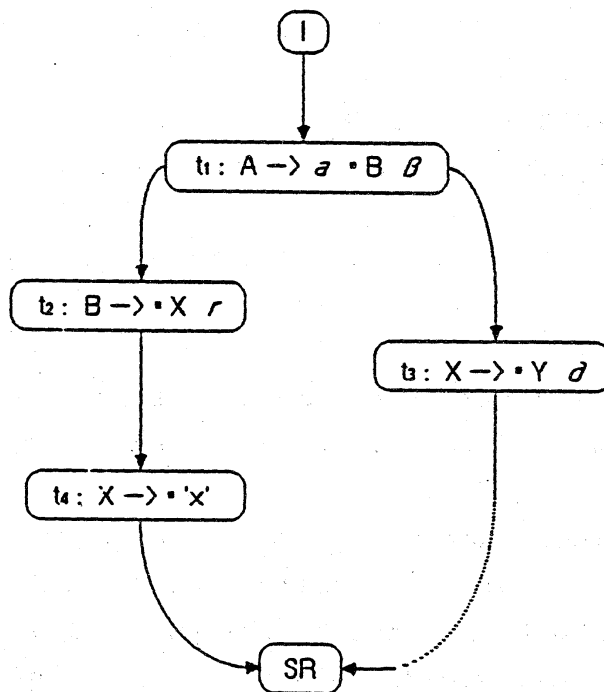 I
t₁ : A —> a • B β
t₂ : B —> • X r
t₃ : X —> • Y ∂
t₄ : X —> • 'x'
SR